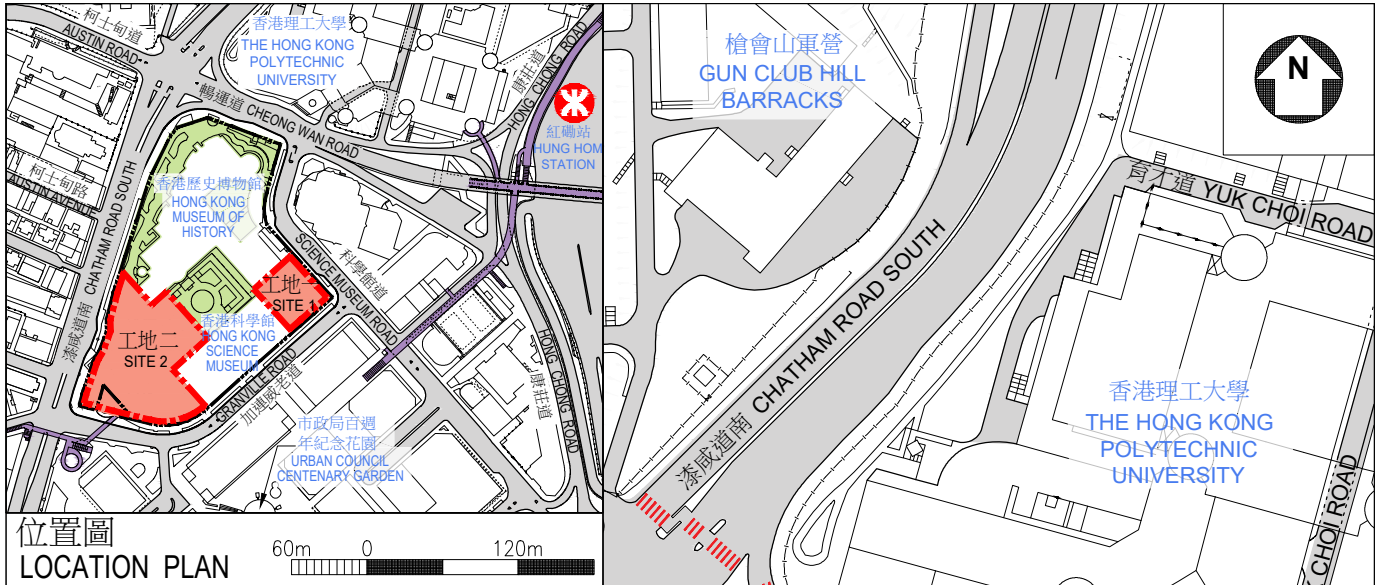 柯士甸道
AUSTIN ROAD
香港理工大學
THE HONG KONG
POLYTECHNIC
UNIVERSITY
康莊道
HONG CHONG ROAD
暢運道 CHEONG WAN ROAD
紅磡站
HUNG HOM
STATION
柯士甸路
AUSTIN AVENUE
漆咸道南 CHATHAM ROAD SOUTH
香港歷史博物館
HONG KONG
MUSEUM OF
HISTORY
科學館道
SCIENCE MUSEUM ROAD
工地一
SITE 1
工地二
SITE 2
香港科學館
HONG KONG
SCIENCE
MUSEUM
GRANVILLE ROAD
加連威老道
HONG CHONG ROAD
康莊道
市政局百週
年紀念花園
URBAN COUNCIL
CENTENARY GARDEN
位置圖
LOCATION PLAN
60m 0 120m
槍會山軍營
GUN CLUB HILL
BARRACKS
N
育才道 YUK CHOI ROAD
漆咸道南 CHATHAM ROAD SOUTH
香港理工大學
THE HONG KONG
POLYTECHNIC
UNIVERSITY
CHOI ROAD